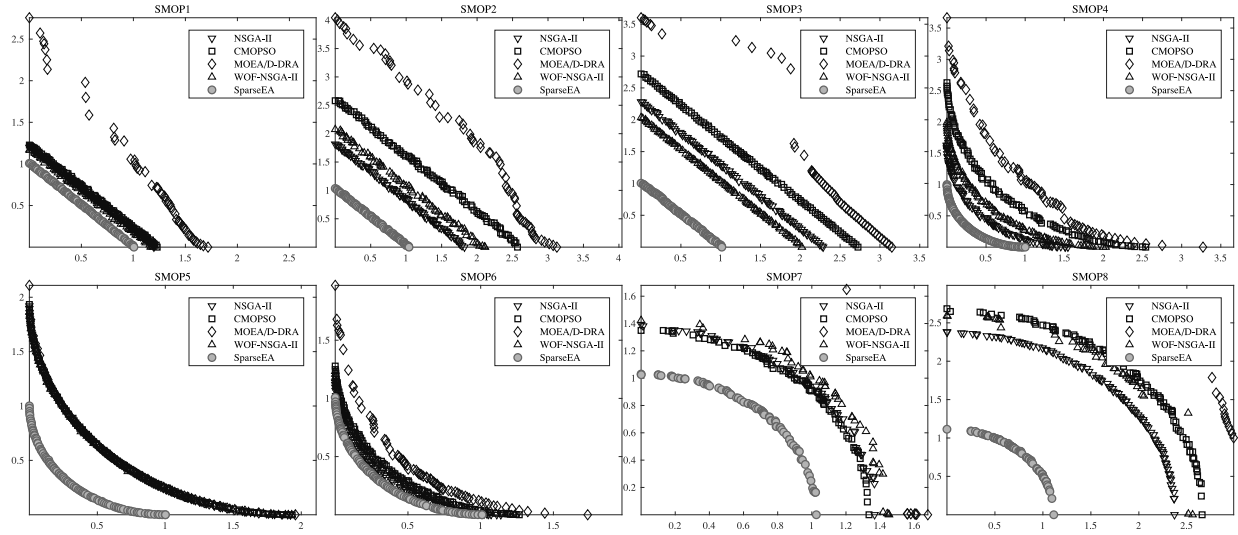 SMOP1
SMOP2
SMOP3
SMOP4
2.5
2
1.5
1
0.5
NSGA-II
CMOPSO
MOEA/D-DRA
WOF-NSGA-II
SparseEA
0.5 1 1.5 2 2.5
4
3.5
3
2.5
2
1.5
1
0.5
NSGA-II
CMOPSO
MOEA/D-DRA
WOF-NSGA-II
SparseEA
0.5 1 1.5 2 2.5 3 3.5 4
3.5
3
2.5
2
1.5
1
0.5
NSGA-II
CMOPSO
MOEA/D-DRA
WOF-NSGA-II
SparseEA
0.5 1 1.5 2 2.5 3 3.5
3.5
3
2.5
2
1.5
1
0.5
NSGA-II
CMOPSO
MOEA/D-DRA
WOF-NSGA-II
SparseEA
0.5 1 1.5 2 2.5 3 3.5
SMOP5
SMOP6
SMOP7
SMOP8
2
1.5
1
0.5
NSGA-II
CMOPSO
MOEA/D-DRA
WOF-NSGA-II
SparseEA
0.5 1 1.5 2
2
1.5
1
0.5
NSGA-II
CMOPSO
MOEA/D-DRA
WOF-NSGA-II
SparseEA
0.5 1 1.5 2
1.6
1.4
1.2
1
0.8
0.6
0.4
0.2
NSGA-II
CMOPSO
MOEA/D-DRA
WOF-NSGA-II
SparseEA
0.2 0.4 0.6 0.8 1 1.2 1.4 1.6
2.5
2
1.5
1
0.5
NSGA-II
CMOPSO
MOEA/D-DRA
WOF-NSGA-II
SparseEA
0.5 1 1.5 2 2.5